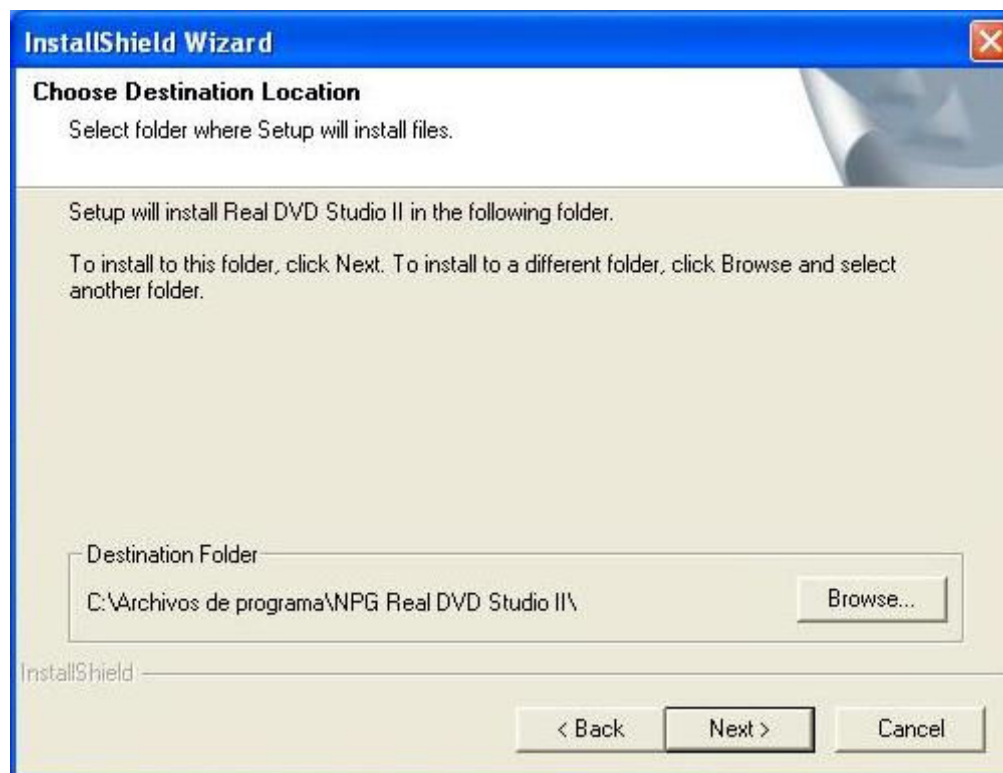 InstallShield Wizard
Choose Destination Location
Select folder where Setup will install files.
Setup will install Real DVD Studio II in the following folder.
To install to this folder, click Next. To install to a different folder, click Browse and select
another folder.
Destination Folder
C:\Archivos de programa\NPG Real DVD Studio II\
Browse...
InstallShield
< Back
Next >
Cancel